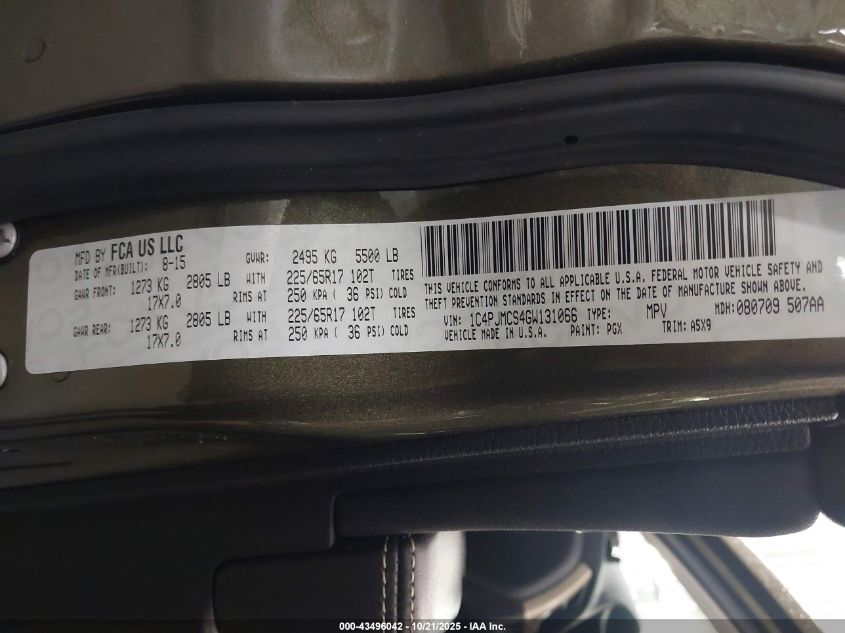 MFD BY FCA US LLC
DATE OF MFR(BUILT): 8-15
GVWR: 2495 KG 5500 LB
GAWR FRONT: 1273 KG 2805 LB WITH 225/65R17 102T TIRES
17X7.0 RIMS AT 250 KPA ( 36 PSI) COLD
GAWR REAR: 1273 KG 2805 LB WITH 225/65R17 102T TIRES
17X7.0 RIMS AT 250 KPA ( 36 PSI) COLD
THIS VEHICLE CONFORMS TO ALL APPLICABLE U.S.A. FEDERAL MOTOR VEHICLE SAFETY AND
THEFT PREVENTION STANDARDS IN EFFECT ON THE DATE OF MANUFACTURE SHOWN ABOVE.
VIN: 1C4PJMCS4GW131066 TYPE: MPV MDH:080709 507AA
VEHICLE MADE IN U.S.A. PAINT: PGX TRIM: A5X9
000-43496042 - 10/21/2025 - IAA Inc.